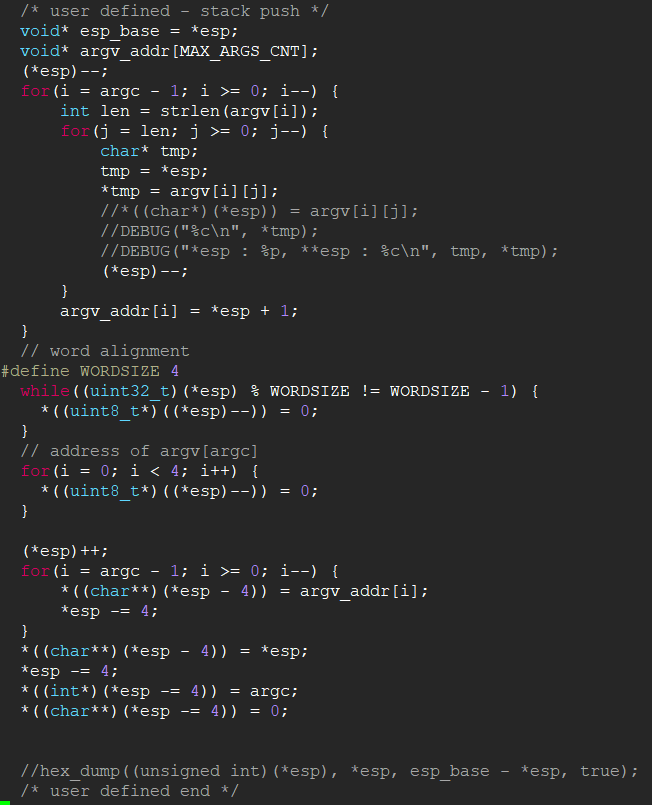 /* user defined - stack push */
void* esp_base = *esp;
void* argv_addr[MAX_ARGS_CNT];
(*esp)--;
for(i = argc - 1; i >= 0; i--) {
    int len = strlen(argv[i]);
    for(j = len; j >= 0; j--) {
        char* tmp;
        tmp = *esp;
        *tmp = argv[i][j];
        //*((char*)(*esp)) = argv[i][j];
        //DEBUG("%c\n", *tmp);
        //DEBUG("*esp : %p, **esp : %c\n", tmp, *tmp);
        (*esp)--;
    }
    argv_addr[i] = *esp + 1;
}
// word alignment
#define WORDSIZE 4
while((uint32_t)(*esp) % WORDSIZE != WORDSIZE - 1) {
  *((uint8_t*)((*esp)--)) = 0;
}
// address of argv[argc]
for(i = 0; i < 4; i++) {
  *((uint8_t*)((*esp)--)) = 0;
}

(*esp)++;
for(i = argc - 1; i >= 0; i--) {
    *((char**)(*esp - 4)) = argv_addr[i];
    *esp -= 4;
}
*((char**)(*esp - 4)) = *esp;
*esp -= 4;
*((int*)(*esp -= 4)) = argc;
*((char**)(*esp -= 4)) = 0;


//hex_dump((unsigned int)(*esp), *esp, esp_base - *esp, true);
/* user defined end */